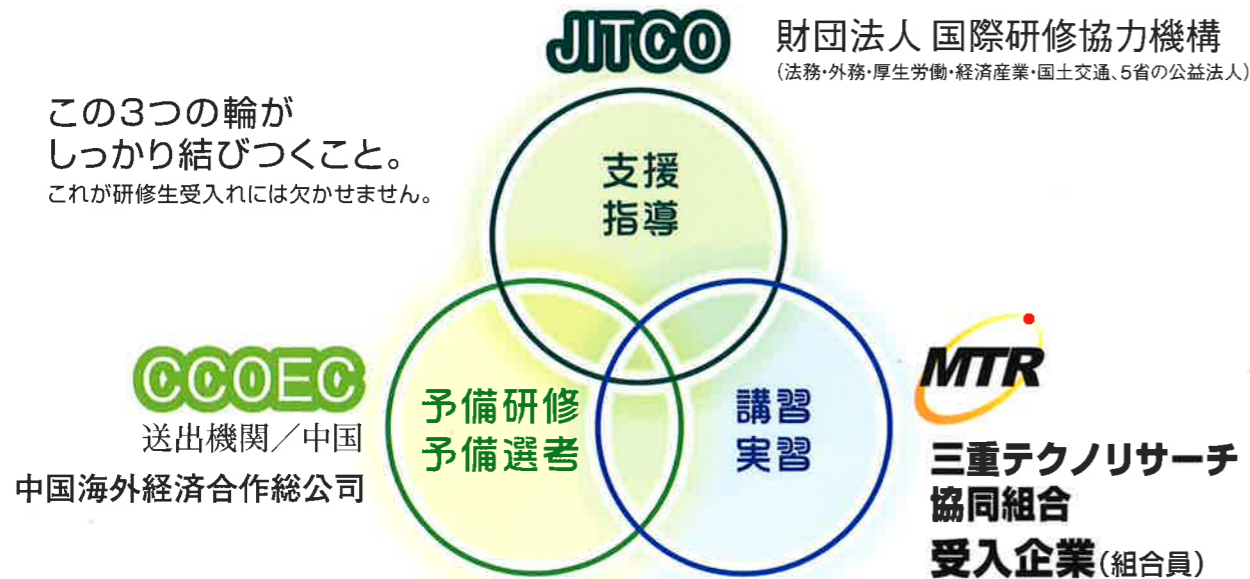 JITCO
財団法人 国際研修協力機構
(法務・外務・厚生労働・経済産業・国土交通、5省の公益法人)
この3つの輪が
しっかり結びつくこと。
これが研修生受入れには欠かせません。
支援
指導
CCOEC
送出機関／中国
中国海外経済合作総公司
予備研修
予備選考
講習
実習
MTR
三重テクノリサーチ
協同組合
受入企業(組合員)